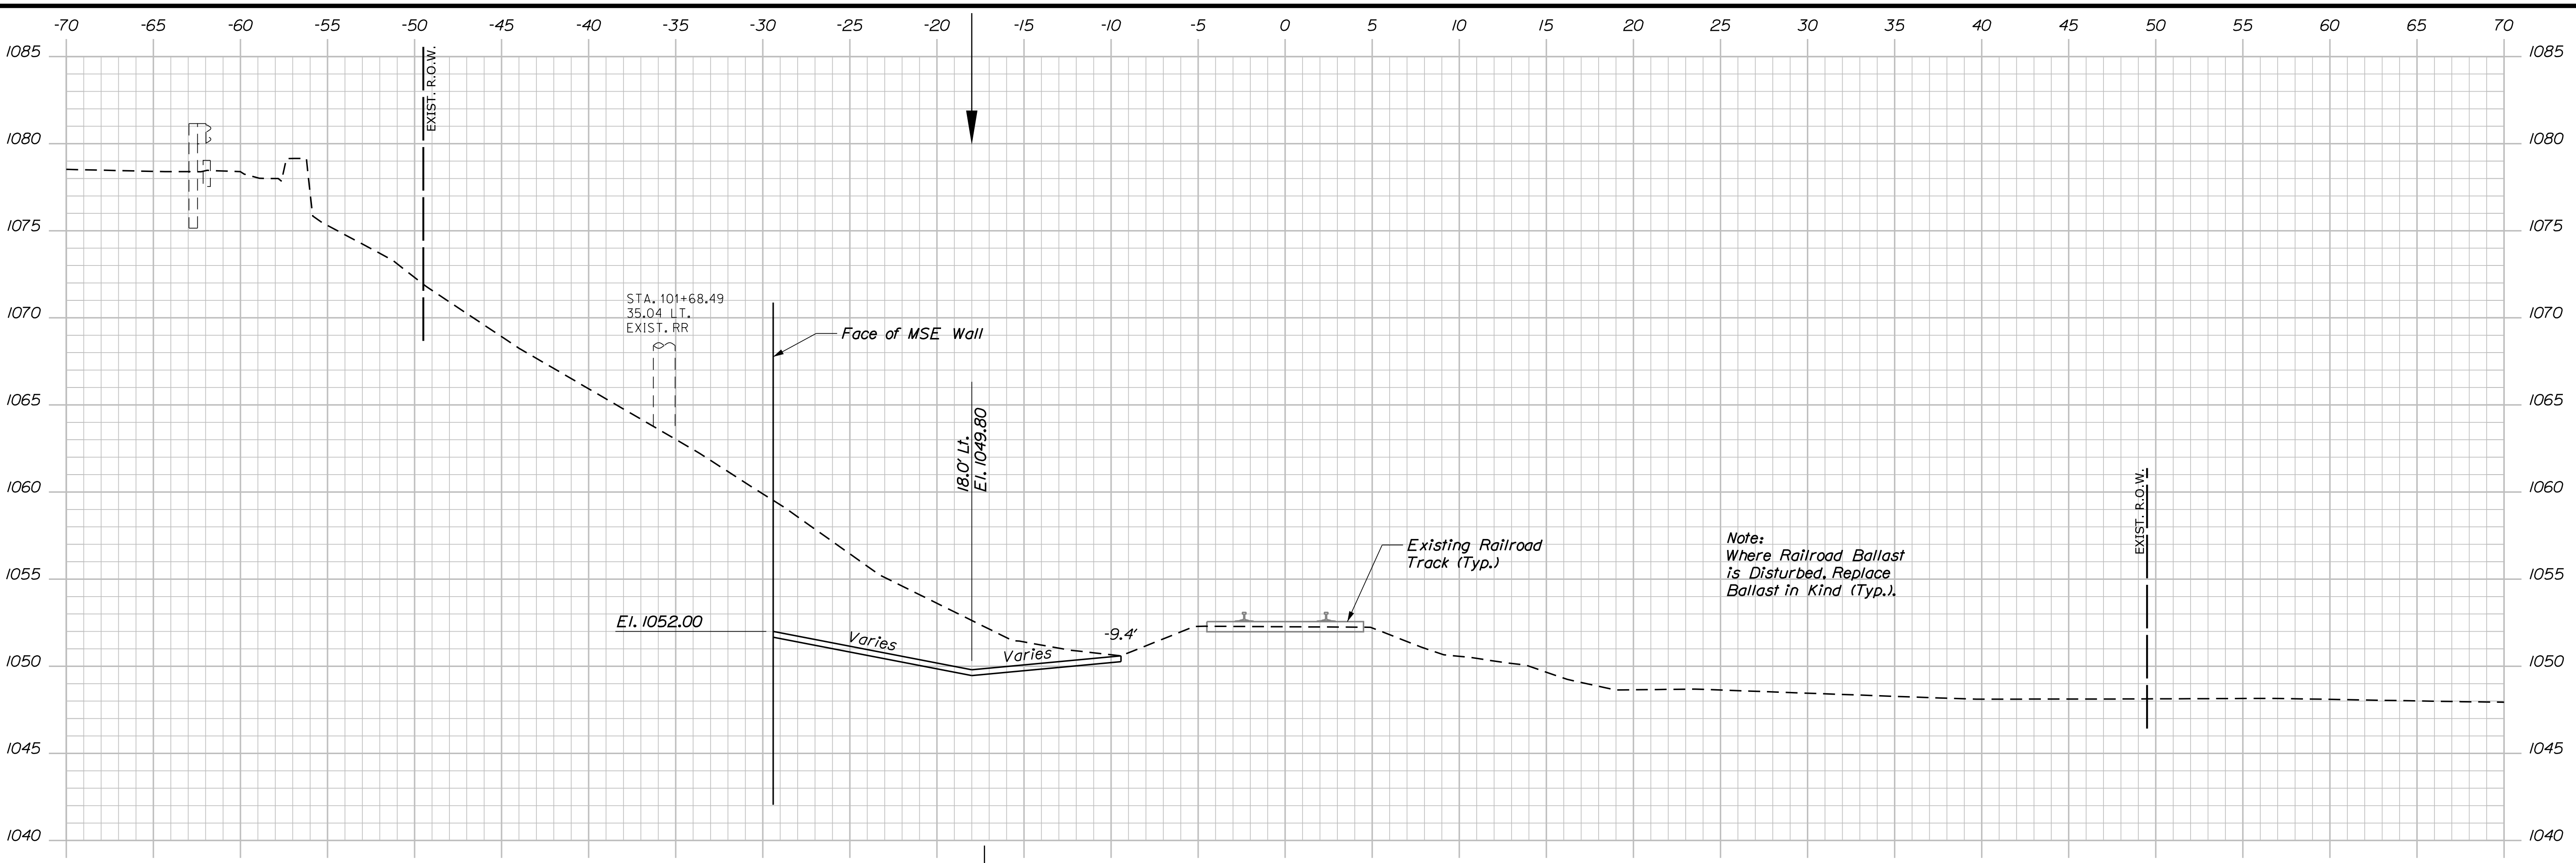 -70 -65 -60 -55 -50 -45 -40 -35 -30 -25 -20 -15 -10 -5 0 5 10 15 20 25 30 35 40 45 50 55 60 65 70
1085 1085
EXIST. R.O.W.
1080 1080
1075 1075
STA. 101+68.49
35.04 LT.
EXIST. RR
1070 1070
Face of MSE Wall
1065 1065
18.0' Lt.
El. 1049.80
1060 1060
EXIST. R.O.W.
Existing Railroad
Track (Typ.)
Note:
Where Railroad Ballast
is Disturbed, Replace
Ballast in Kind (Typ.).
1055 1055
El. 1052.00
Varies
Varies
-9.4'
1050 1050
1045 1045
1040 1040